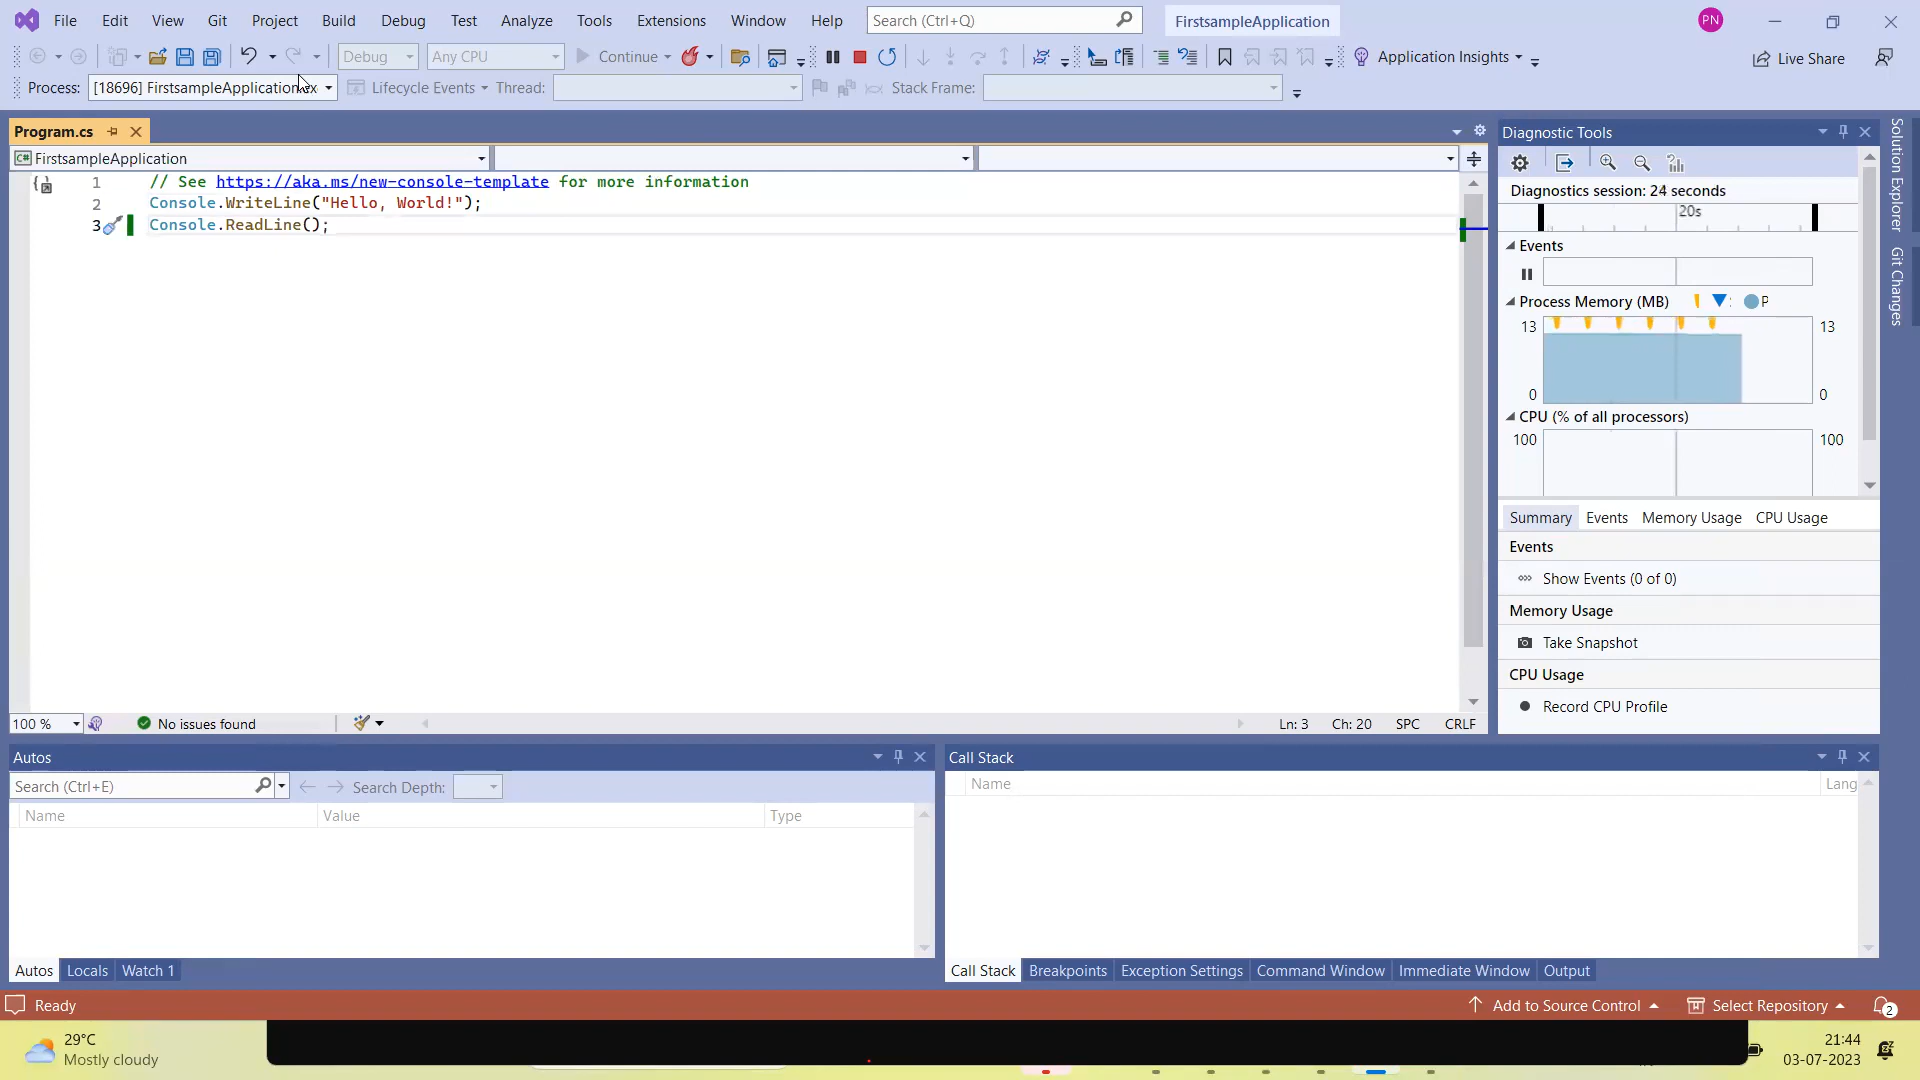 File Edit View Git Project Build Debug Test Analyze Tools Extensions Window Help Search (Ctrl+Q) FirstsampleApplication PN
Debug Any CPU Continue Application Insights Live Share
Process: [18696] FirstsampleApplication.ex Lifecycle Events Thread: Stack Frame:
Program.cs
FirstsampleApplication
1 // See https://aka.ms/new-console-template for more information
2 Console.WriteLine("Hello, World!");
3 Console.ReadLine();
100 % No issues found Ln: 3 Ch: 20 SPC CRLF
Diagnostic Tools
Diagnostics session: 24 seconds
20s
Events
Process Memory (MB) P
13 13
0 0
CPU (% of all processors)
100 100
Summary Events Memory Usage CPU Usage
Events
Show Events (0 of 0)
Memory Usage
Take Snapshot
CPU Usage
Record CPU Profile
Solution Explorer
Git Changes
Autos
Search (Ctrl+E) Search Depth:
Name Value Type
Autos Locals Watch 1
Call Stack
Name Lang
Call Stack Breakpoints Exception Settings Command Window Immediate Window Output
Ready Add to Source Control Select Repository 2
29°C
Mostly cloudy
21:44
03-07-2023